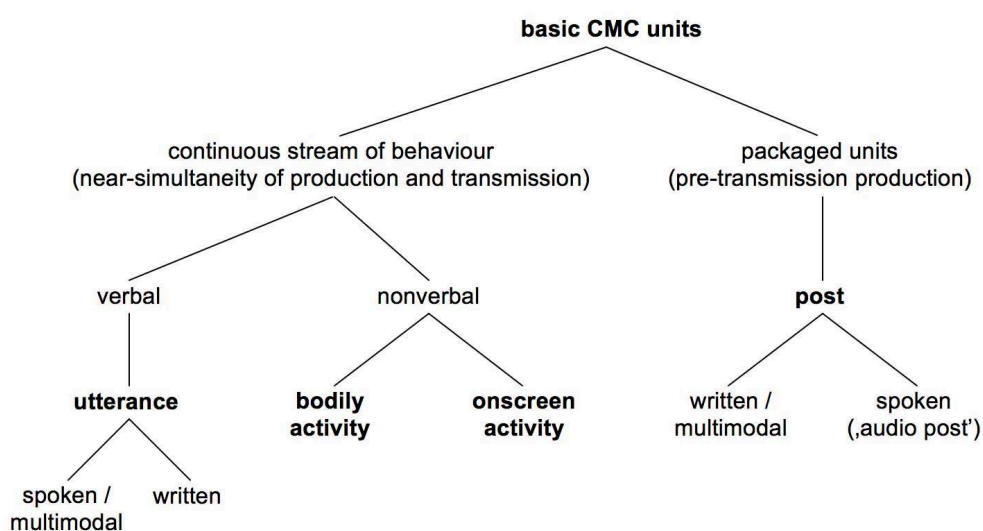 basic CMC units
continuous stream of behaviour
(near-simultaneity of production and transmission)
packaged units
(pre-transmission production)
verbal
nonverbal
post
utterance
bodily
activity
onscreen
activity
written /
multimodal
spoken
(‚audio post’)
spoken /
multimodal
written